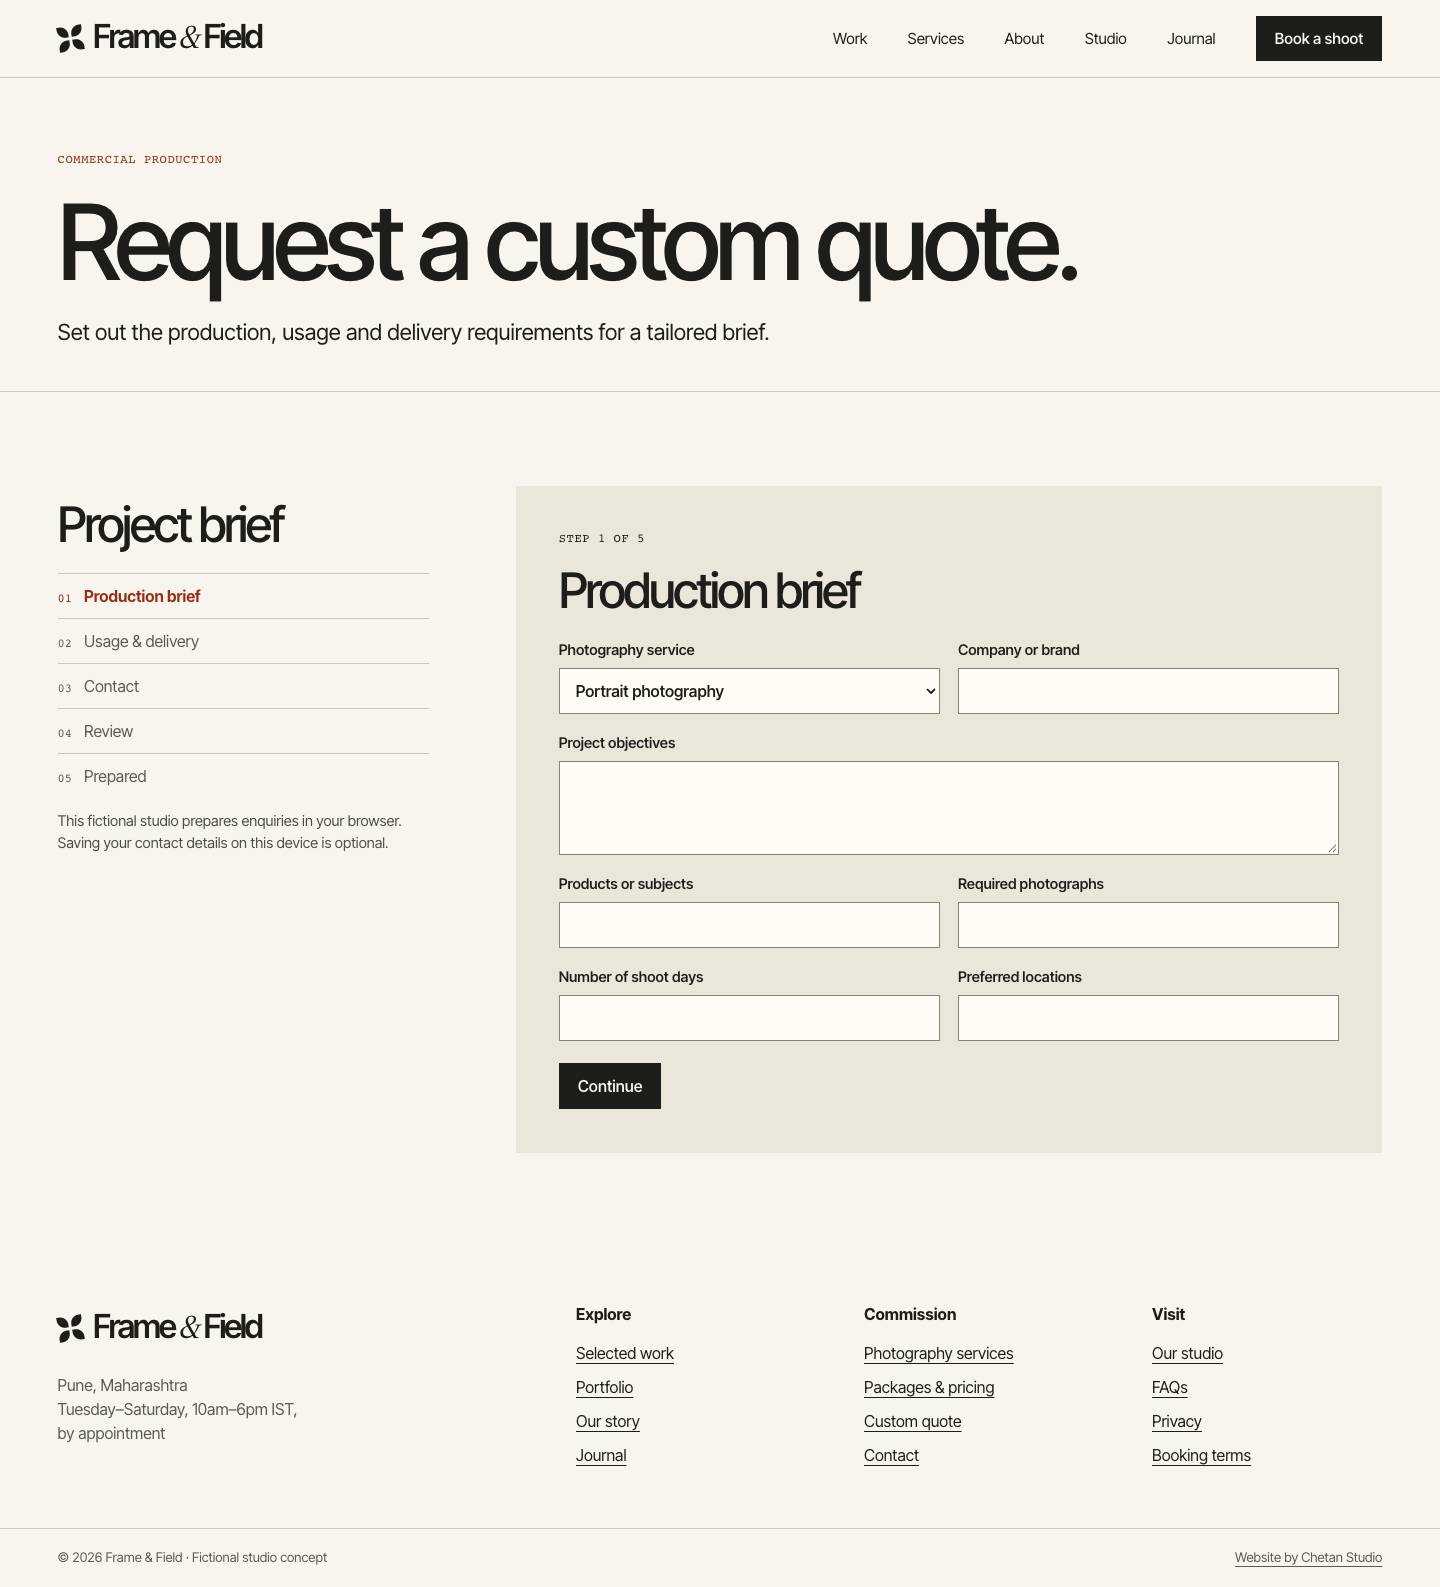 Frame & Field
Work
Services
About
Studio
Journal
Book a shoot
COMMERCIAL PRODUCTION
Request a custom quote.
Set out the production, usage and delivery requirements for a tailored brief.
Project brief
01 Production brief
02 Usage & delivery
03 Contact
04 Review
05 Prepared
This fictional studio prepares enquiries in your browser.
Saving your contact details on this device is optional.
STEP 1 OF 5
Production brief
Photography service
Portrait photography
Company or brand
Project objectives
Products or subjects
Required photographs
Number of shoot days
Preferred locations
Continue
Frame & Field
Pune, Maharashtra
Tuesday–Saturday, 10am–6pm IST,
by appointment
Explore
Selected work
Portfolio
Our story
Journal
Commission
Photography services
Packages & pricing
Custom quote
Contact
Visit
Our studio
FAQs
Privacy
Booking terms
© 2026 Frame & Field · Fictional studio concept
Website by Chetan Studio